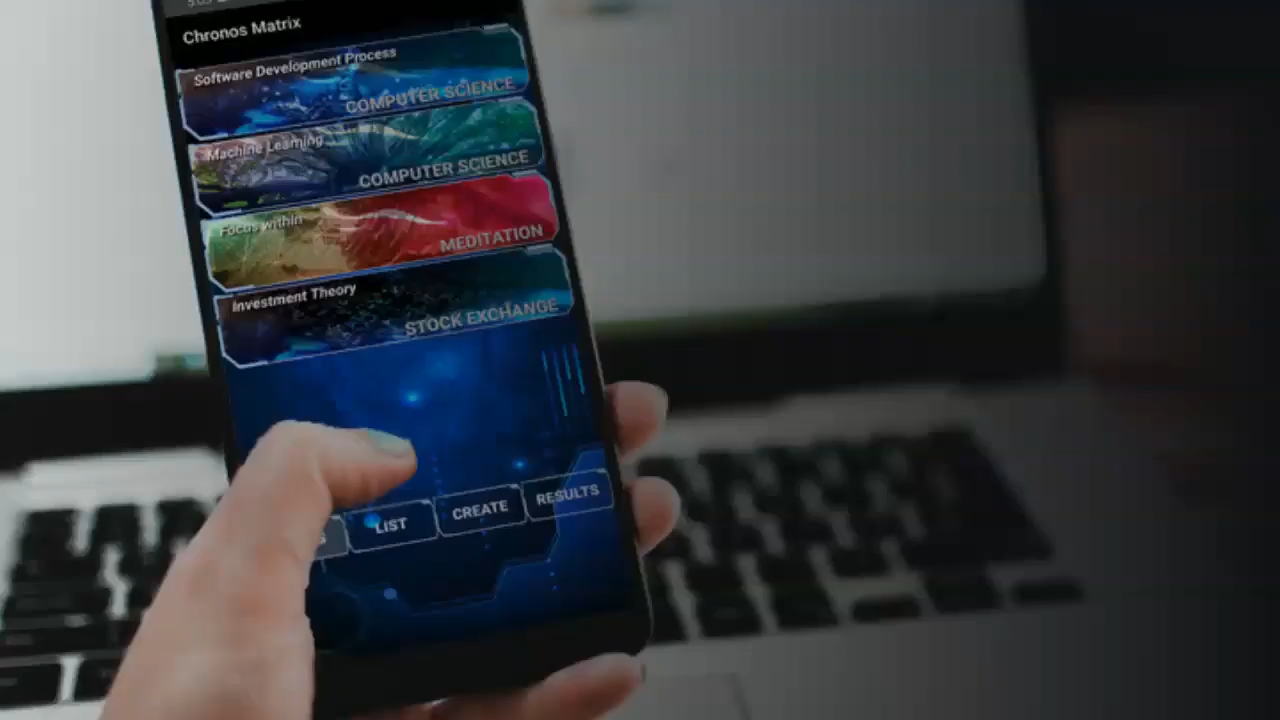 Chronos Matrix
Software Development Process
COMPUTER SCIENCE
Machine Learning
COMPUTER SCIENCE
Focus within
MEDITATION
Investment Theory
STOCK EXCHANGE
LIST
CREATE
RESULTS